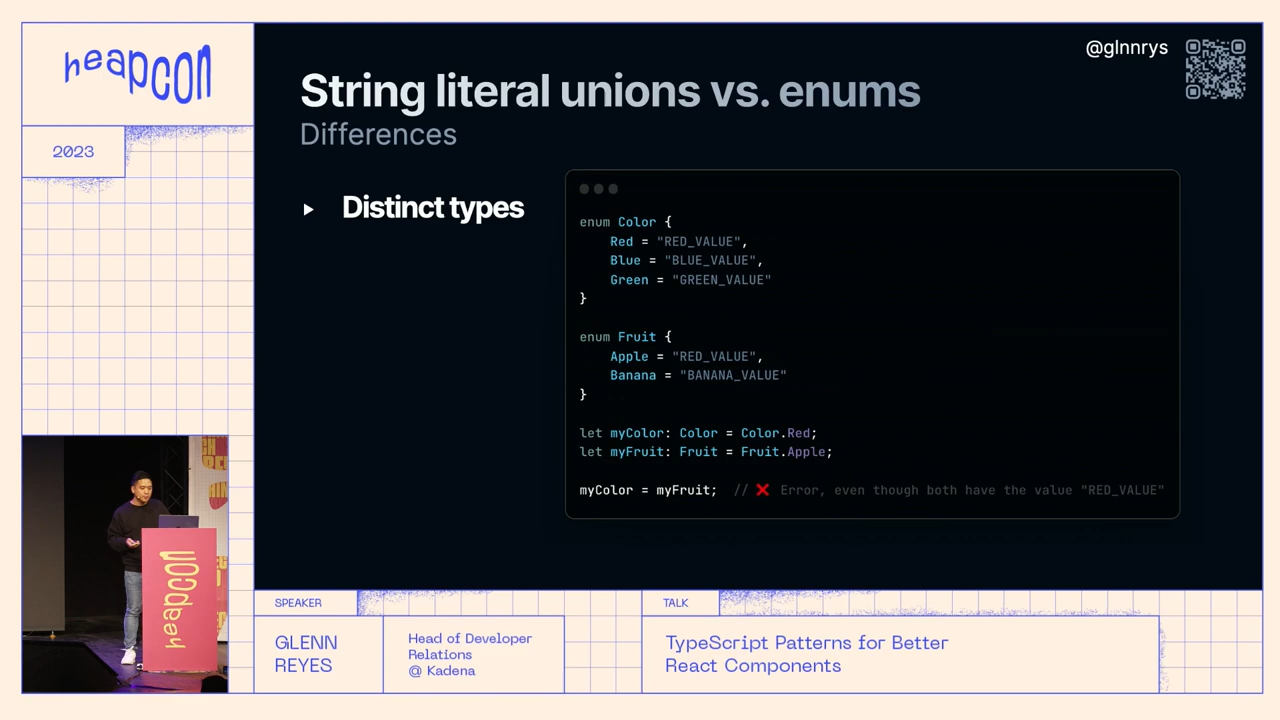 heapcon
2023
@glnnrys
String literal unions vs. enums
Differences
Distinct types
enum Color {
    Red = "RED_VALUE",
    Blue = "BLUE_VALUE",
    Green = "GREEN_VALUE"
}
enum Fruit {
    Apple = "RED_VALUE",
    Banana = "BANANA_VALUE"
}
let myColor: Color = Color.Red;
let myFruit: Fruit = Fruit.Apple;
myColor = myFruit;  // ❌ Error, even though both have the value "RED_VALUE"
heapcon
SPEAKER
GLENN
REYES
Head of Developer
Relations
@ Kadena
TALK
TypeScript Patterns for Better
React Components